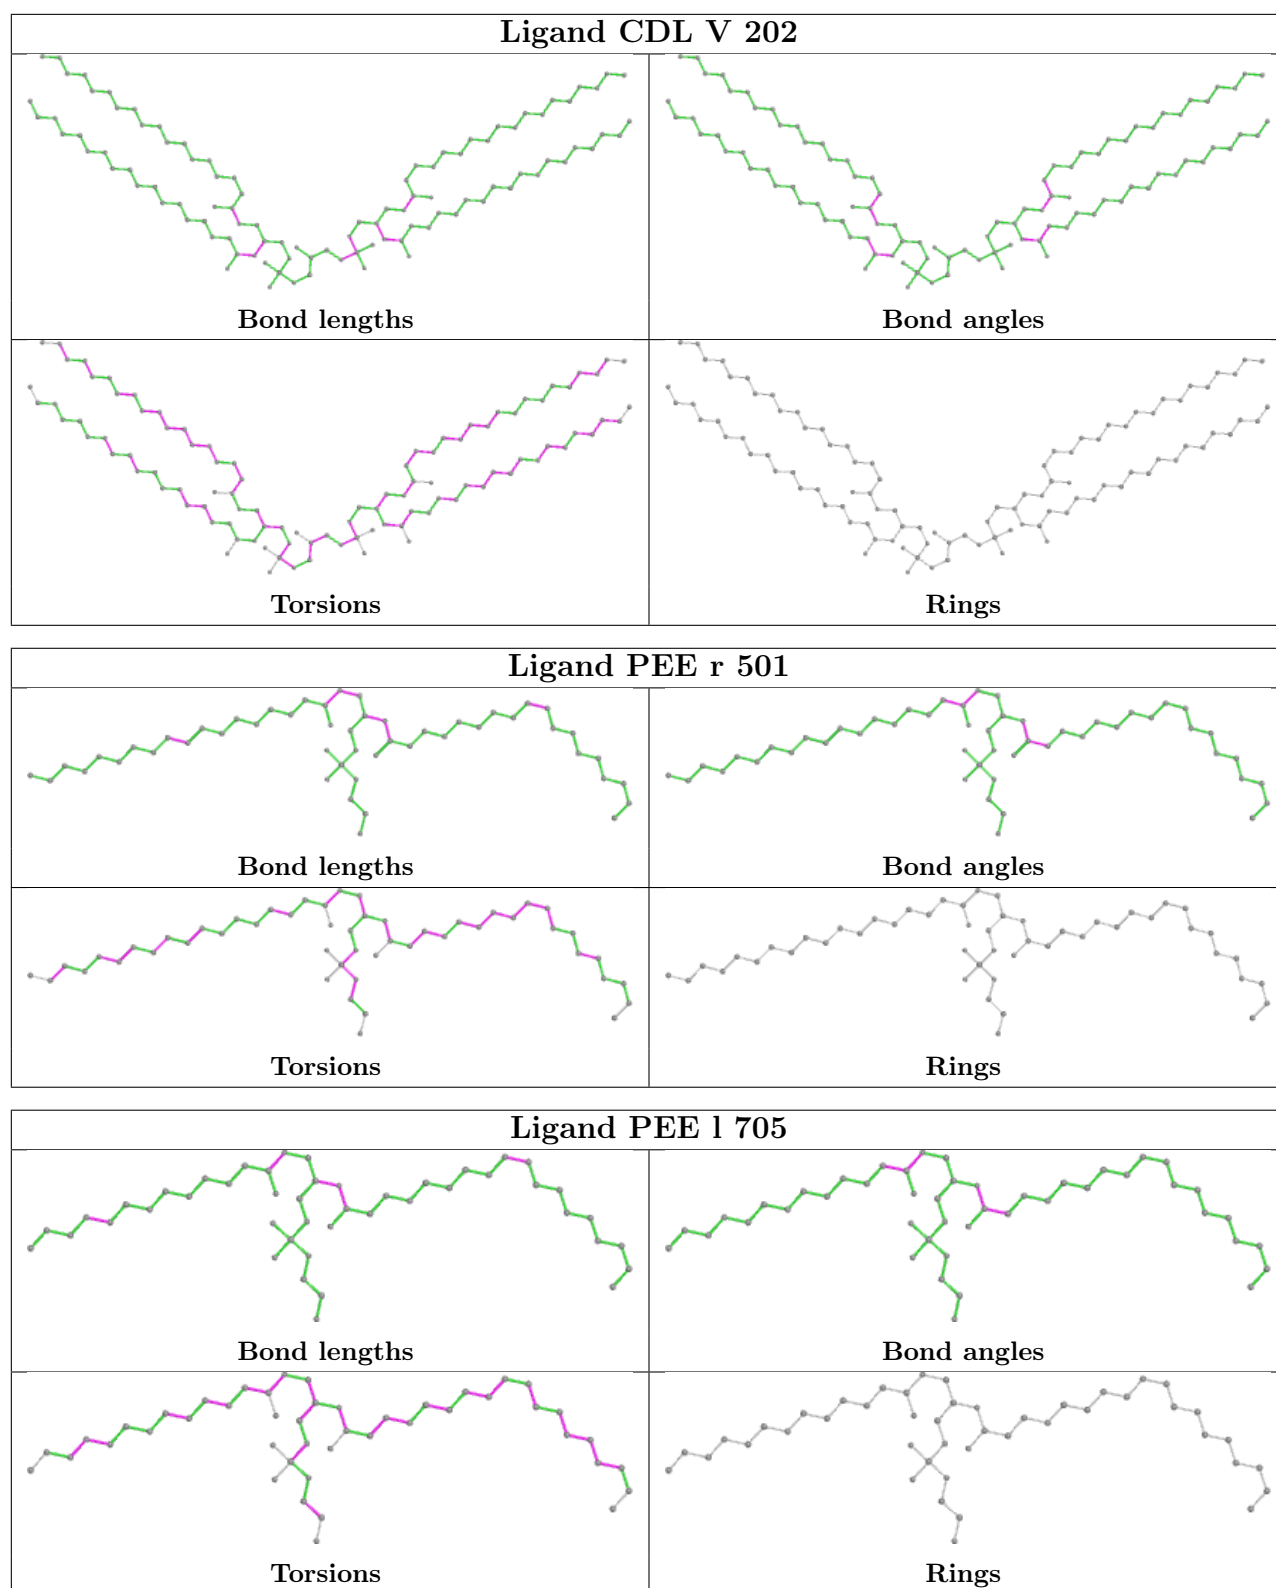 Ligand CDL V 202
Bond lengths
Bond angles
Torsions
Rings
Ligand PEE r 501
Bond lengths
Bond angles
Torsions
Rings
Ligand PEE l 705
Bond lengths
Bond angles
Torsions
Rings